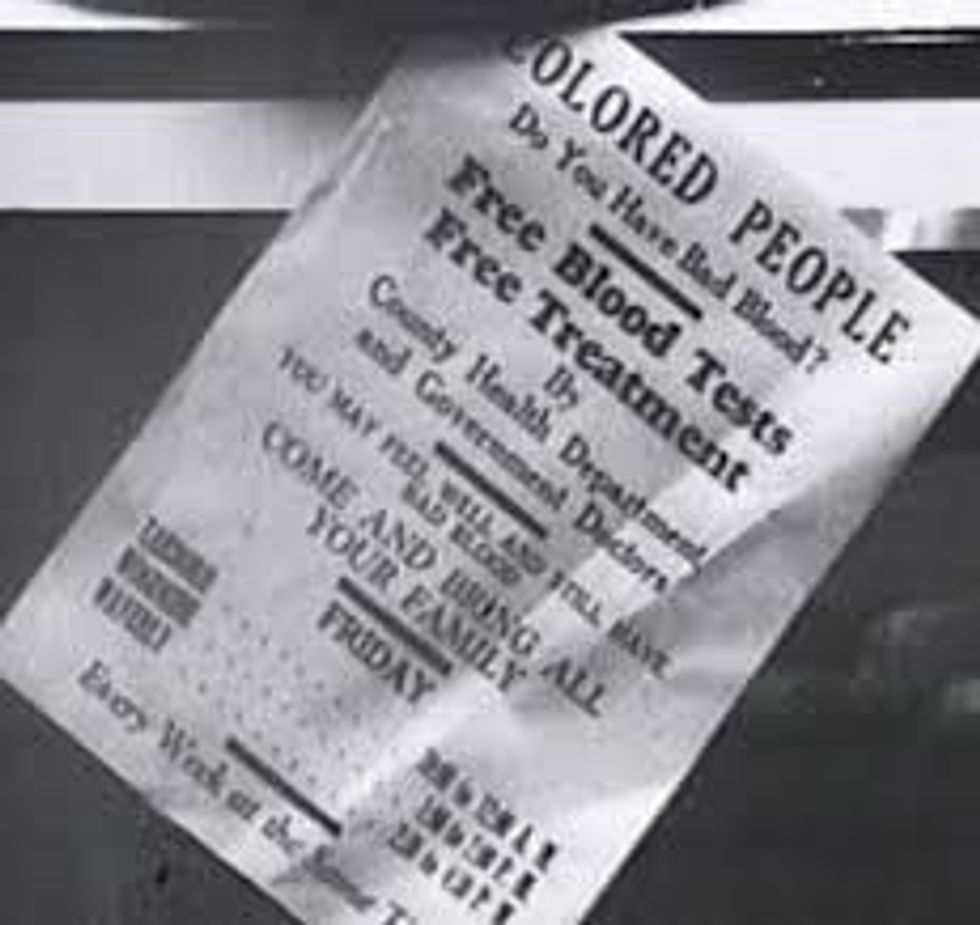 COLORED PEOPLE
Do You Have Bad Blood?
Free Blood Tests
Free Treatment
By
County Health Department
and Government Doctors
YOU MAY FEEL WELL AND STILL HAVE
BAD BLOOD
COME AND BRING ALL
YOUR FAMILY
FRIDAY
Every Week at the Same